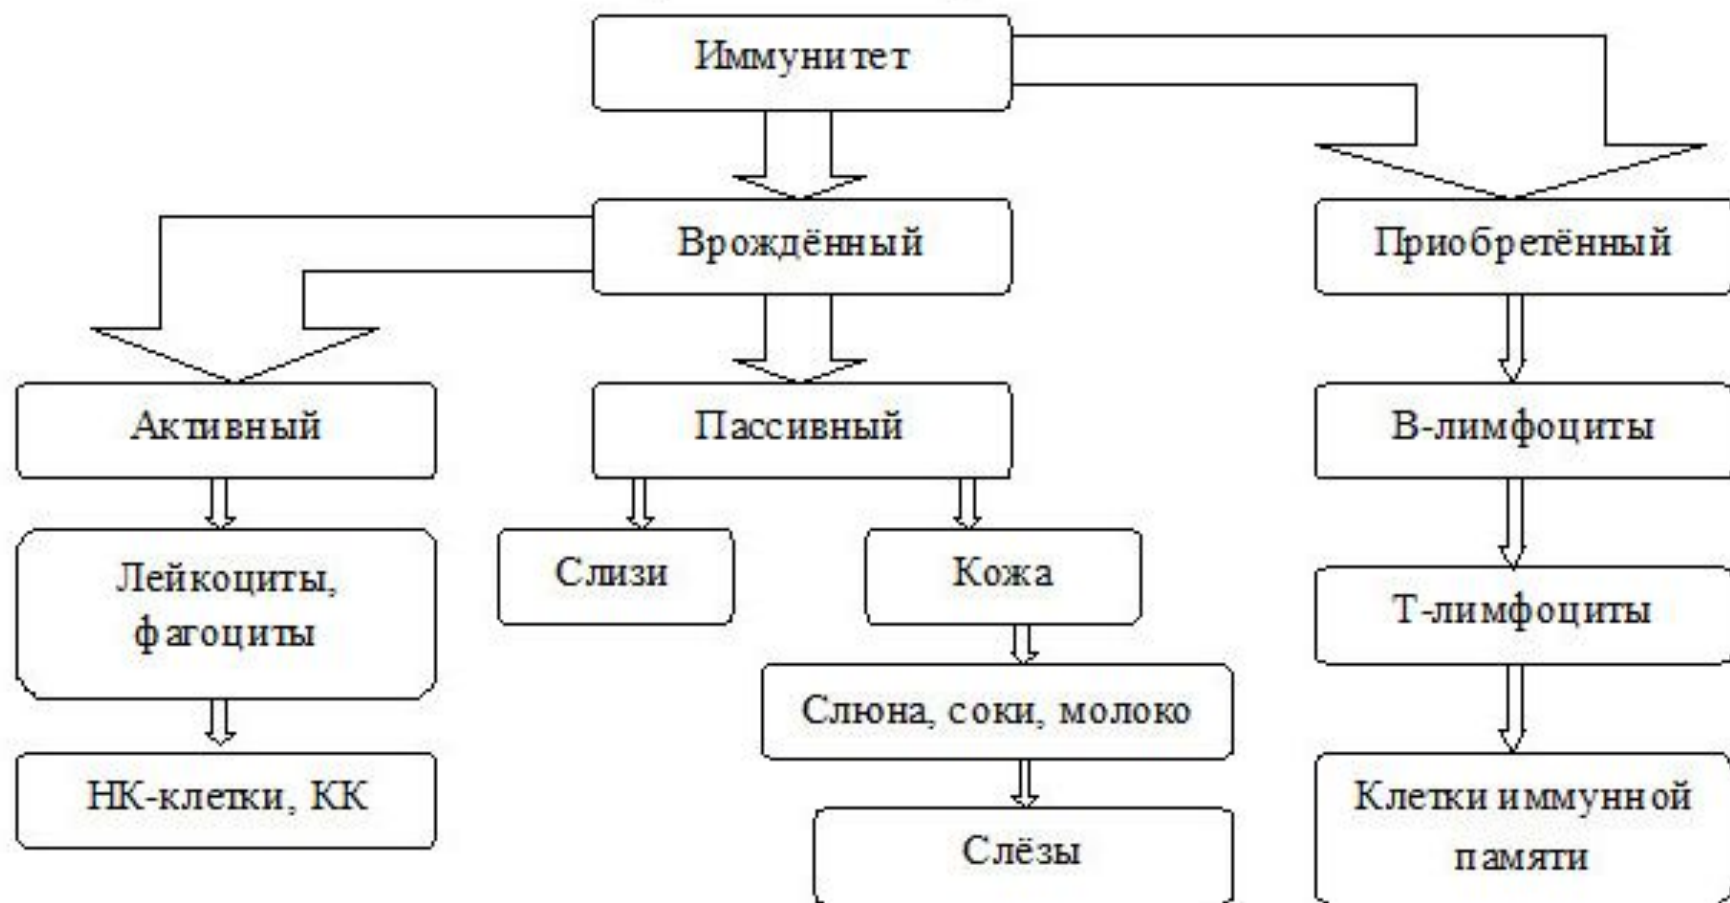 Иммунитет
Врождённый
Приобретённый
Активный
Пассивный
В-лимфоциты
Лейкоциты,
фагоциты
Слизи
Кожа
Т-лимфоциты
Слюна, соки, молоко
НК-клетки, КК
Слёзы
Клетки иммунной
памяти